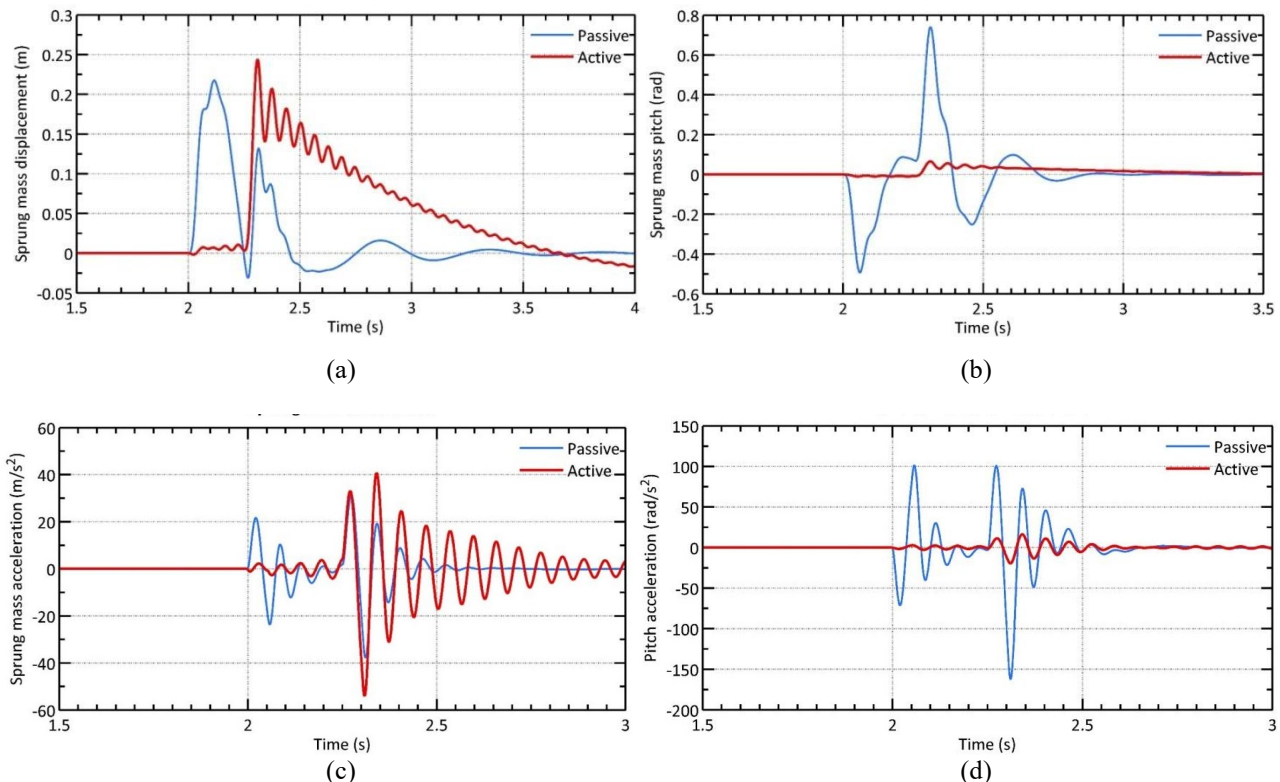 Sprung mass displacement (m)
0.3
0.25
0.2
0.15
0.1
0.05
0
-0.05
1.5 2 2.5 3 3.5 4
Time (s)
Passive
Active
(a)
Sprung mass pitch (rad)
0.8
0.6
0.4
0.2
0
-0.2
-0.4
-0.6
1.5 2 2.5 3 3.5
Time (s)
Passive
Active
(b)
Sprung mass acceleration (m/s²)
60
40
20
0
-20
-40
-60
1.5 2 2.5 3
Time (s)
Passive
Active
(c)
Pitch acceleration (rad/s²)
150
100
50
0
-50
-100
-150
-200
1.5 2 2.5 3
Time (s)
Passive
Active
(d)